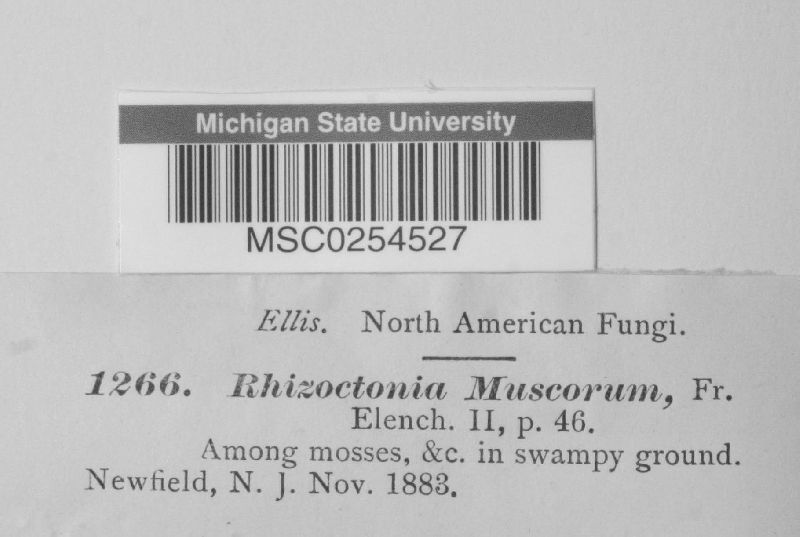 Michigan State University
MSC0254527
Ellis. North American Fungi.
1266. Rhizoctonia Muscorum, Fr.
Elench. II, p. 46.
Among mosses, &c. in swampy ground.
Newfield, N. J. Nov. 1883.